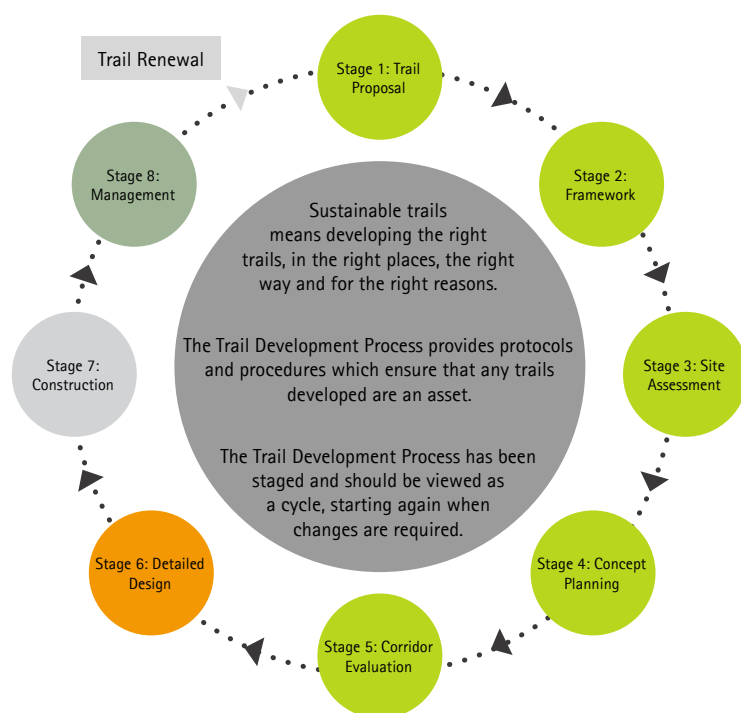 Trail Renewal
Stage 1: Trail
Proposal
Stage 2:
Framework
Stage 3: Site
Assessment
Stage 4: Concept
Planning
Stage 5: Corridor
Evaluation
Stage 6: Detailed
Design
Stage 7:
Construction
Stage 8:
Management
Sustainable trails
means developing the right
trails, in the right places, the right
way and for the right reasons.
The Trail Development Process provides protocols
and procedures which ensure that any trails
developed are an asset.
The Trail Development Process has been
staged and should be viewed as
a cycle, starting again when
changes are required.